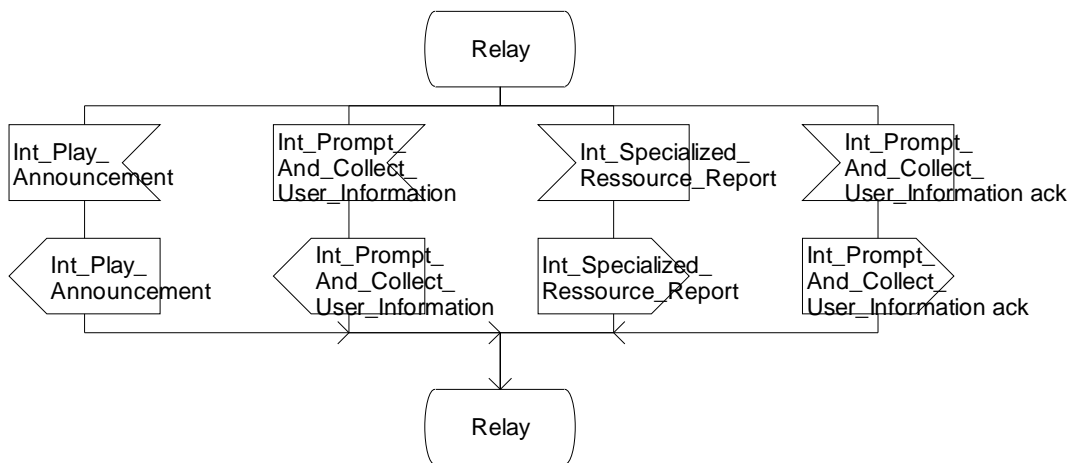 Relay
Int_Play_
Announcement
Int_Prompt_
And_Collect_
User_Information
Int_Specialized_
Ressource_Report
Int_Prompt_
And_Collect_
User_Information ack
Int_Play_
Announcement
Int_Prompt_
And_Collect_
User_Information
Int_Specialized_
Ressource_Report
Int_Prompt_
And_Collect_
User_Information ack
Relay